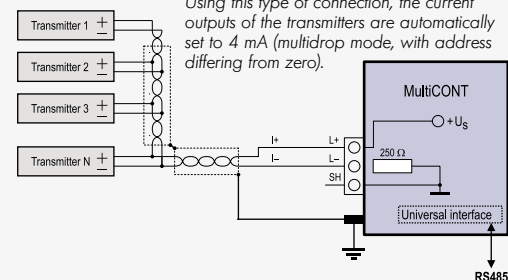 Using this type of connection, the current
outputs of the transmitters are automatically
set to 4 mA (multidrop mode, with address
differing from zero).
Transmitter 1 + –
Transmitter 2 + –
Transmitter 3 + –
Transmitter N + –
MultiCONT
+Us
I+
L+
250 Ω
I–
L–
SH
Universal interface
RS485